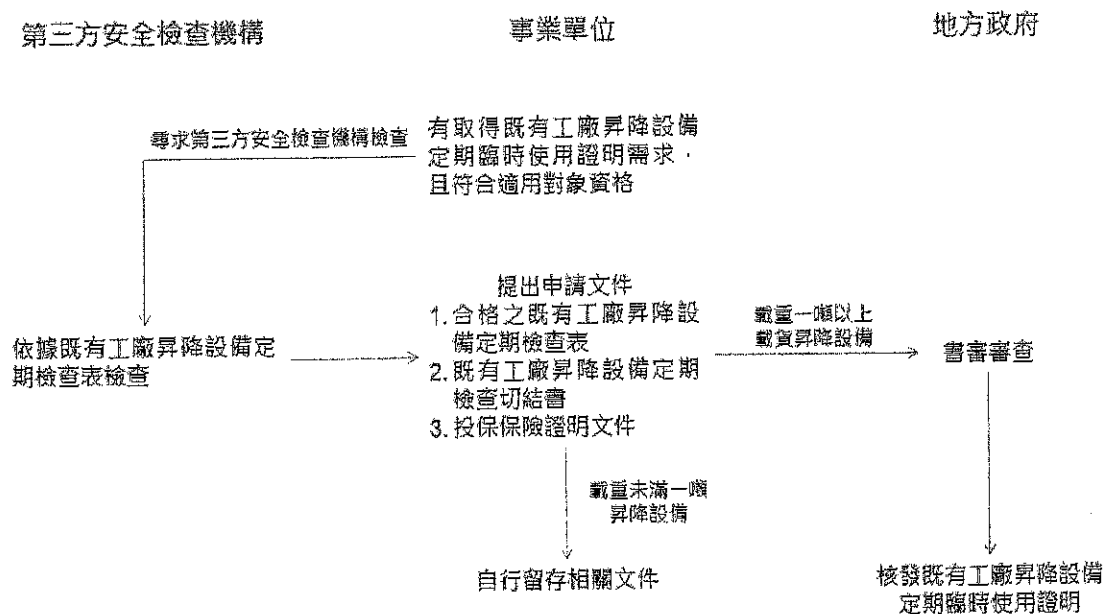 第三方安全檢查機構
事業單位
地方政府
尋求第三方安全檢查機構檢查
有取得既有工廠昇降設備
定期臨時使用證明需求，
且符合適用對象資格
依據既有工廠昇降設備定
期檢查表檢查
提出申請文件
1.合格之既有工廠昇降設
備定期檢查表
2.既有工廠昇降設備定期
檢查切結書
3.投保保險證明文件
載重一噸以上
載貨昇降設備
書審審查
載重未滿一噸
昇降設備
自行留存相關文件
核發既有工廠昇降設備
定期臨時使用證明